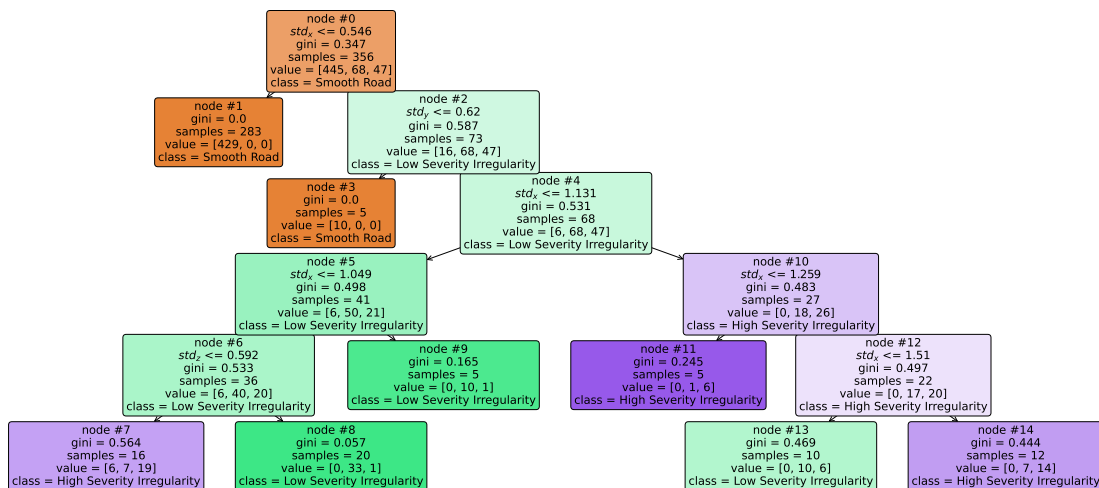 node #0
std_x <= 0.546
gini = 0.347
samples = 356
value = [445, 68, 47]
class = Smooth Road
node #1
gini = 0.0
samples = 283
value = [429, 0, 0]
class = Smooth Road
node #2
std_y <= 0.62
gini = 0.587
samples = 73
value = [16, 68, 47]
class = Low Severity Irregularity
node #3
gini = 0.0
samples = 5
value = [10, 0, 0]
class = Smooth Road
node #4
std_x <= 1.131
gini = 0.531
samples = 68
value = [6, 68, 47]
class = Low Severity Irregularity
node #5
std_x <= 1.049
gini = 0.498
samples = 41
value = [6, 50, 21]
class = Low Severity Irregularity
node #10
std_x <= 1.259
gini = 0.483
samples = 27
value = [0, 18, 26]
class = High Severity Irregularity
node #6
std_z <= 0.592
gini = 0.533
samples = 36
value = [6, 40, 20]
class = Low Severity Irregularity
node #9
gini = 0.165
samples = 5
value = [0, 10, 1]
class = Low Severity Irregularity
node #11
gini = 0.245
samples = 5
value = [0, 1, 6]
class = High Severity Irregularity
node #12
std_x <= 1.51
gini = 0.497
samples = 22
value = [0, 17, 20]
class = High Severity Irregularity
node #7
gini = 0.564
samples = 16
value = [6, 7, 19]
class = High Severity Irregularity
node #8
gini = 0.057
samples = 20
value = [0, 33, 1]
class = Low Severity Irregularity
node #13
gini = 0.469
samples = 10
value = [0, 10, 6]
class = Low Severity Irregularity
node #14
gini = 0.444
samples = 12
value = [0, 7, 14]
class = High Severity Irregularity